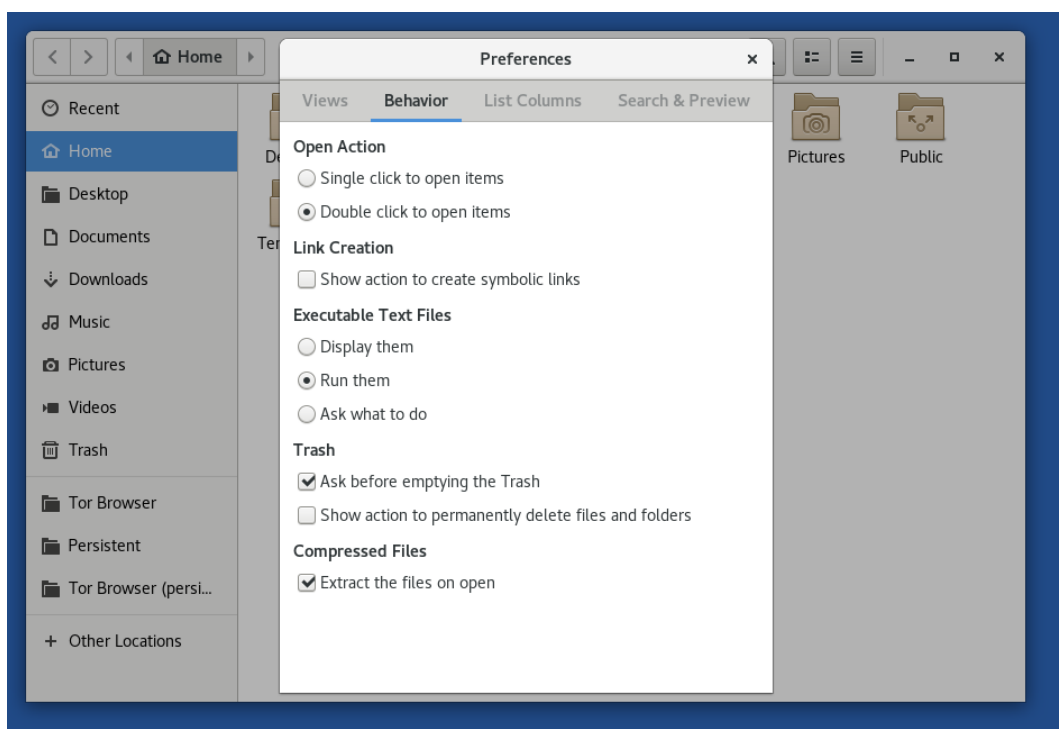 Home
Preferences
Recent
Home
Desktop
Documents
Downloads
Music
Pictures
Videos
Trash
Tor Browser
Persistent
Tor Browser (persi...
Other Locations
Views Behavior List Columns Search & Preview
Open Action
Single click to open items
Double click to open items
Link Creation
Show action to create symbolic links
Executable Text Files
Display them
Run them
Ask what to do
Trash
Ask before emptying the Trash
Show action to permanently delete files and folders
Compressed Files
Extract the files on open
Pictures
Public